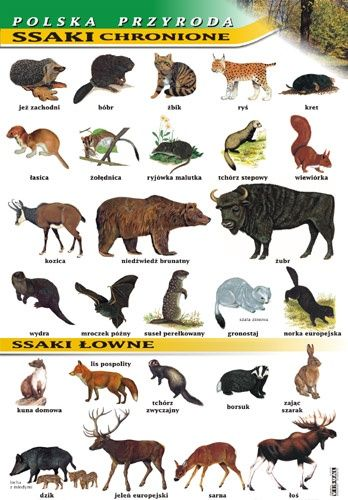 POLSKA PRZYRODA
SSAKI CHRONIONE
jeż zachodni
bóbr
żbik
ryś
kret
łasica
żołędnica
ryjówka malutka
tchórz stepowy
wiewiórka
kozica
niedźwiedź brunatny
żubr
wydra
mroczek późny
suseł perełkowany
gronostaj
szata zimowa
norka europejska
SSAKI ŁOWNE
kuna domowa
lis pospolity
tchórz
zwyczajny
borsuk
zając
szarak
locha
z młodymi
dzik
jeleń europejski
sarna
łoś